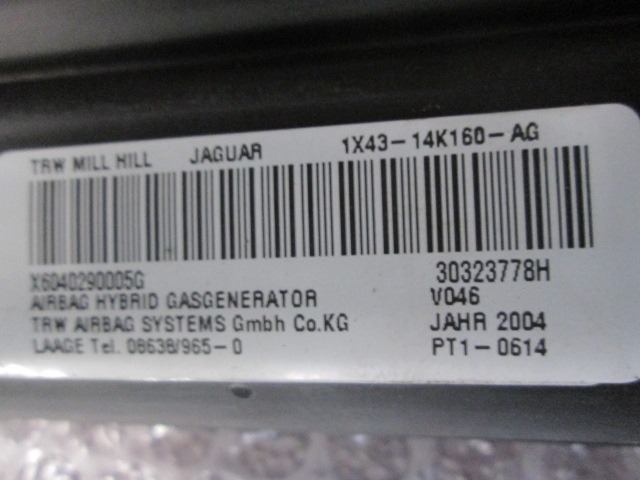 TRW MILL HILL JAGUAR 1X43-14K160-AG
X6040290005G 30323778H
AIRBAG HYBRID GASGENERATOR V046
TRW AIRBAG SYSTEMS Gmbh Co.KG JAHR 2004
LAAGE Tel. 08638/965-0 PT1-0614